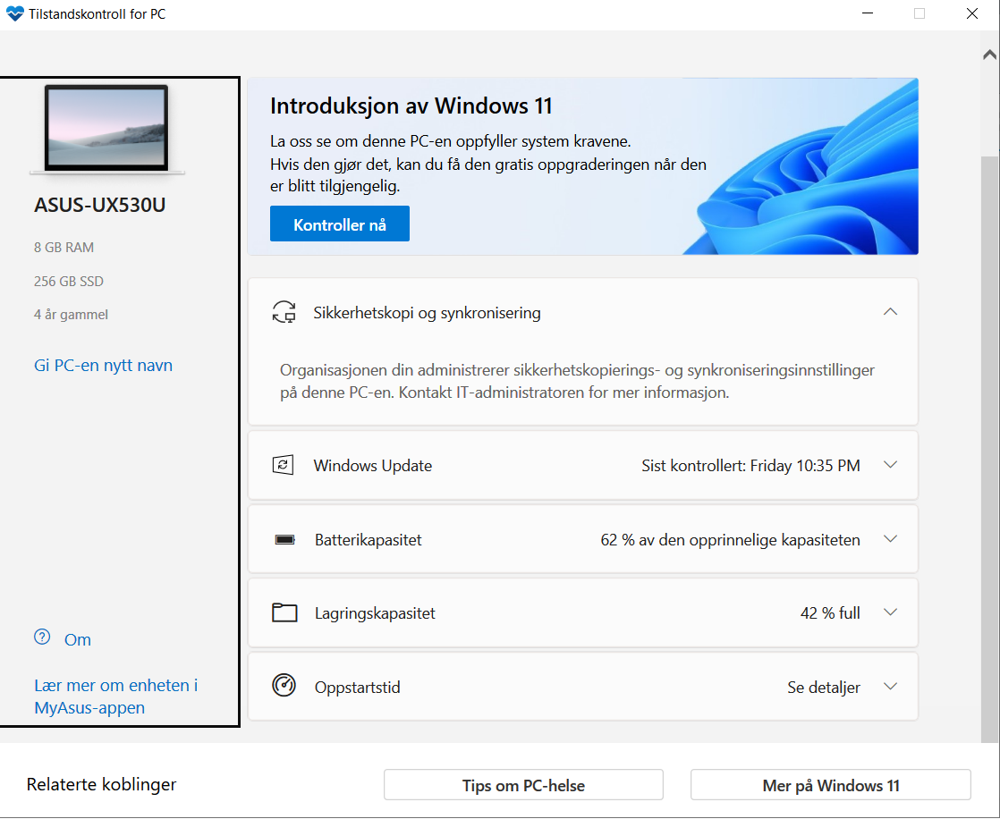 Tilstandskontroll for PC
ASUS-UX530U
8 GB RAM
256 GB SSD
4 år gammel
Gi PC-en nytt navn
Om
Lær mer om enheten i
MyAsus-appen
Introduksjon av Windows 11
La oss se om denne PC-en oppfyller system kravene.
Hvis den gjør det, kan du få den gratis oppgraderingen når den
er blitt tilgjengelig.
Kontroller nå
Sikkerhetskopi og synkronisering
Organisasjonen din administrerer sikkerhetskopierings- og synkroniseringsinnstillinger
på denne PC-en. Kontakt IT-administratoren for mer informasjon.
Windows Update Sist kontrollert: Friday 10:35 PM
Batterikapasitet 62 % av den opprinnelige kapasiteten
Lagringskapasitet 42 % full
Oppstartstid Se detaljer
Relaterte koblinger Tips om PC-helse Mer på Windows 11